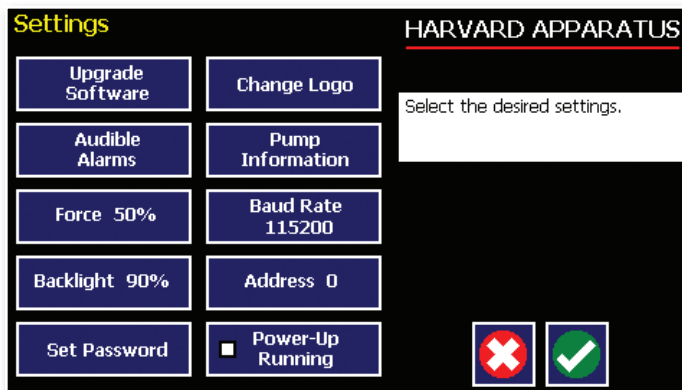 Settings
HARVARD APPARATUS
Upgrade
Software
Change Logo
Select the desired settings.
Audible
Alarms
Pump
Information
Force 50%
Baud Rate
115200
Backlight 90%
Address 0
Set Password
Power-Up
Running